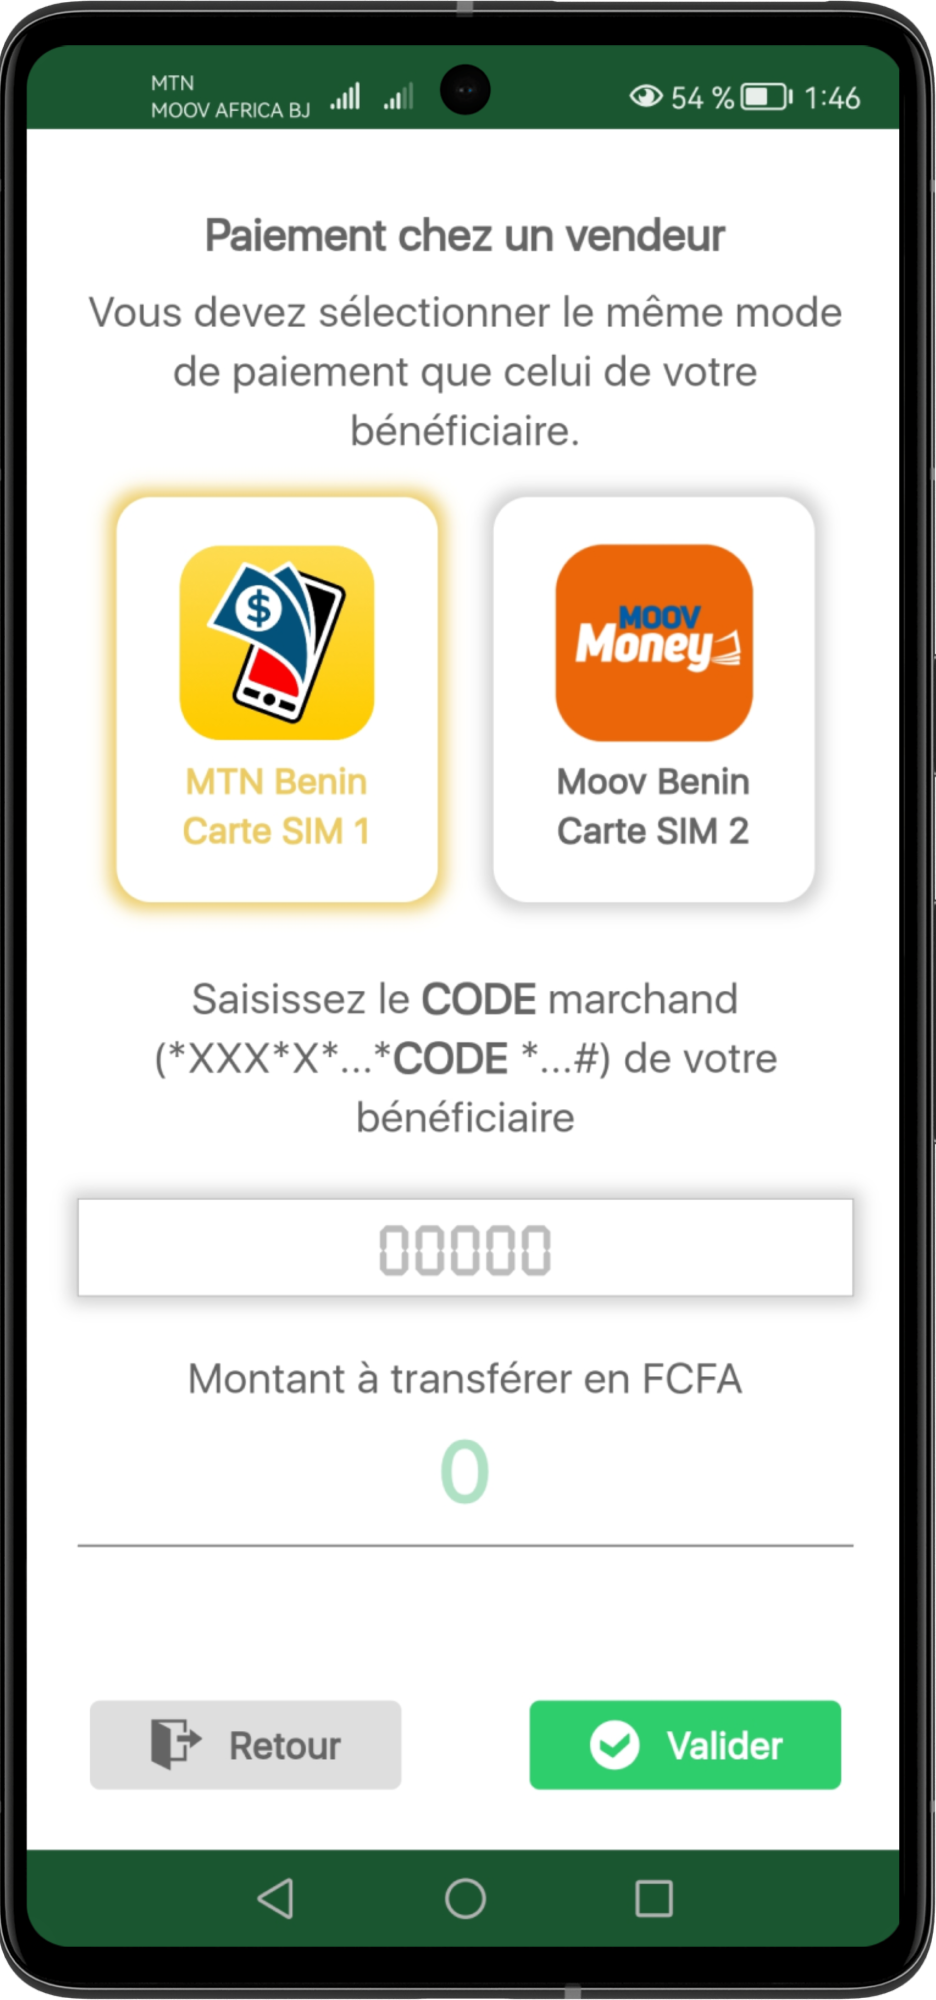 MTN
MOOV AFRICA BJ
54 % 1:46
Paiement chez un vendeur
Vous devez sélectionner le même mode
de paiement que celui de votre
bénéficiaire.
$
MOOV
Money
MTN Benin
Carte SIM 1
Moov Benin
Carte SIM 2
Saisissez le CODE marchand
(*XXX*X*...*CODE *...#) de votre
bénéficiaire
00000
Montant à transférer en FCFA
0
Retour
Valider